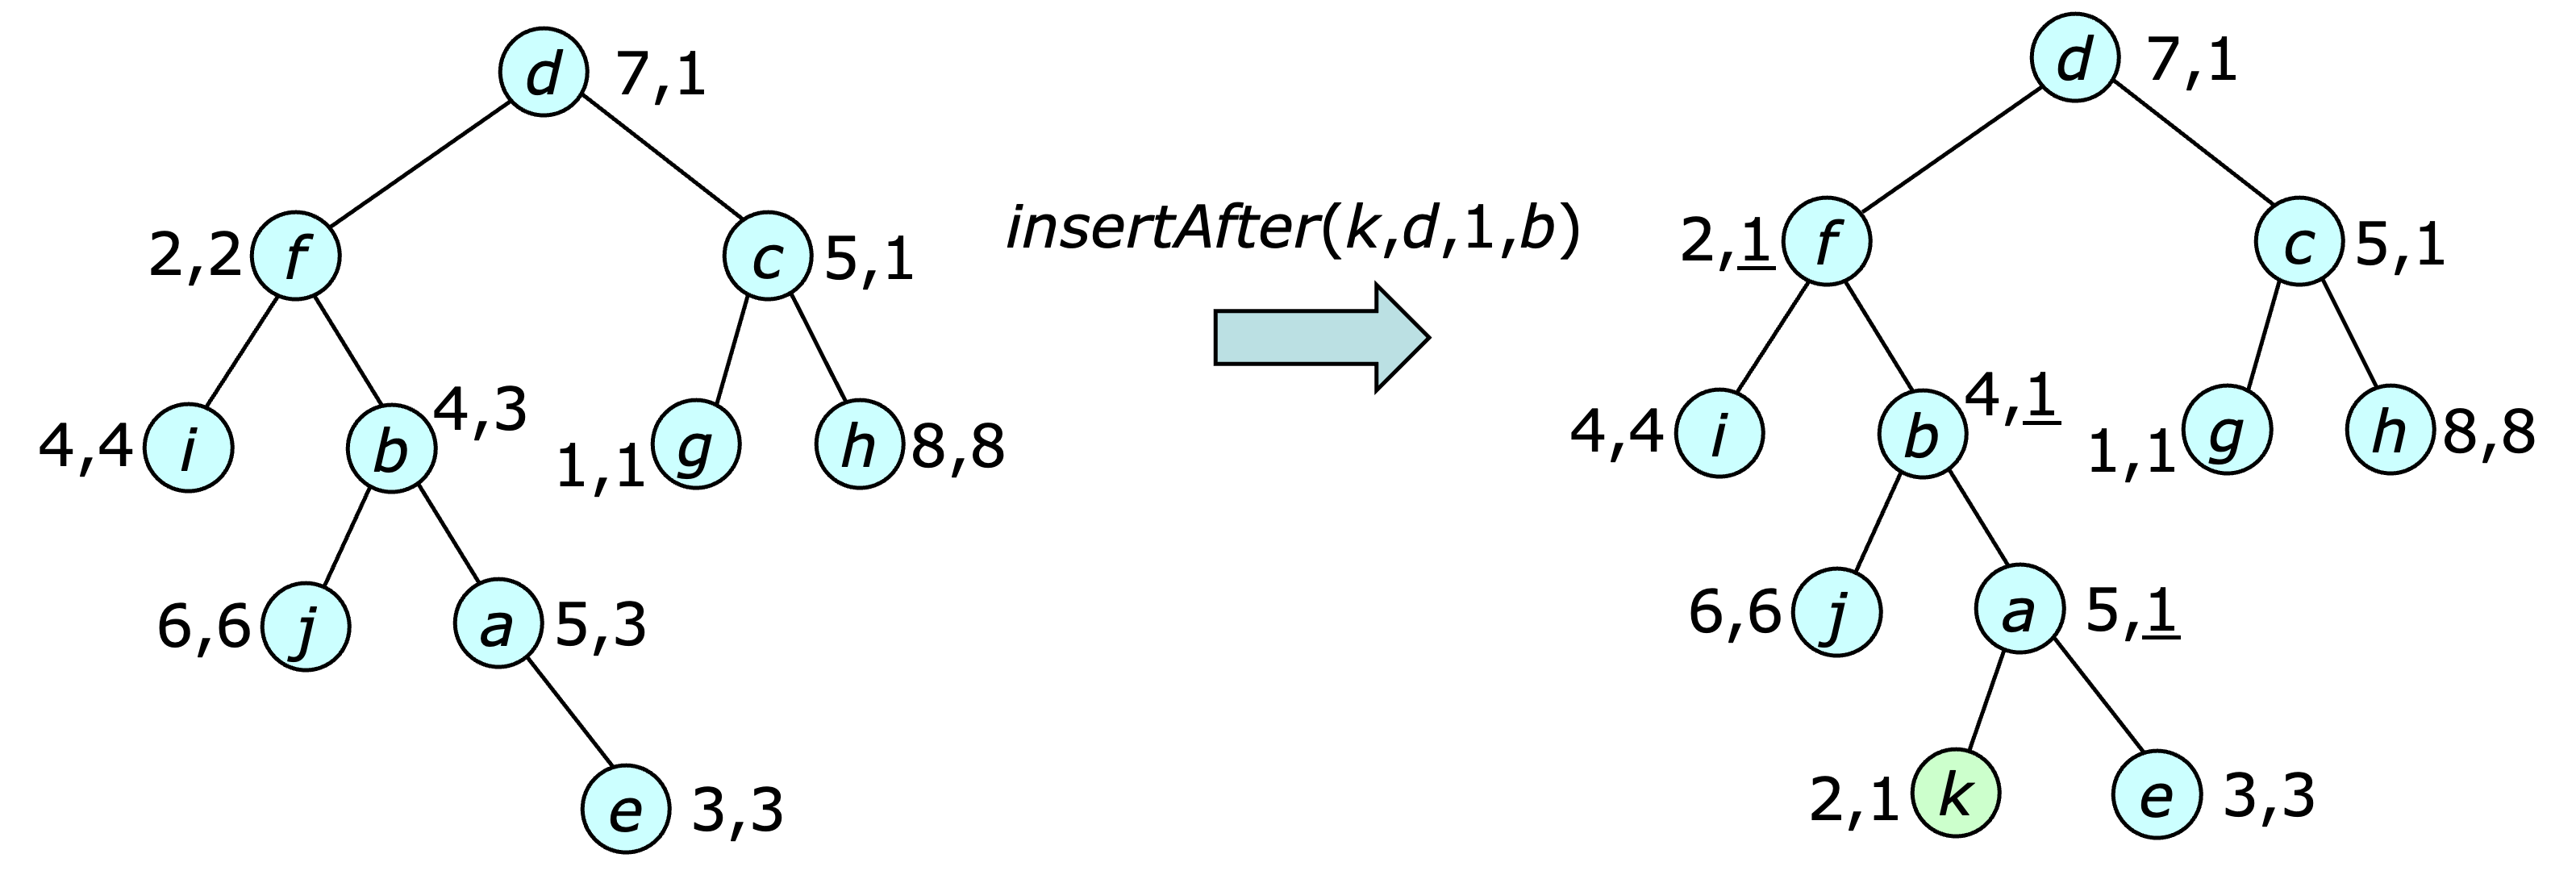 d 7,1
2,2 f
c 5,1
4,4 i
b 4,3
1,1 g
h 8,8
6,6 j
a 5,3
e 3,3
insertAfter(k,d,1,b)
d 7,1
2,1 f
c 5,1
4,4 i
b 4,1
1,1 g
h 8,8
6,6 j
a 5,1
2,1 k
e 3,3